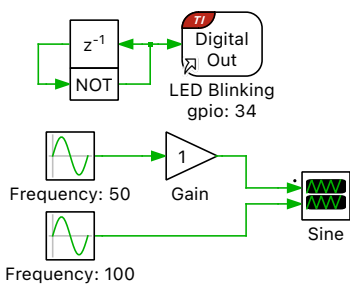 TI
z-1
Digital
Out
NOT
LED Blinking
gpio: 34
1
Frequency: 50
Gain
Sine
Frequency: 100